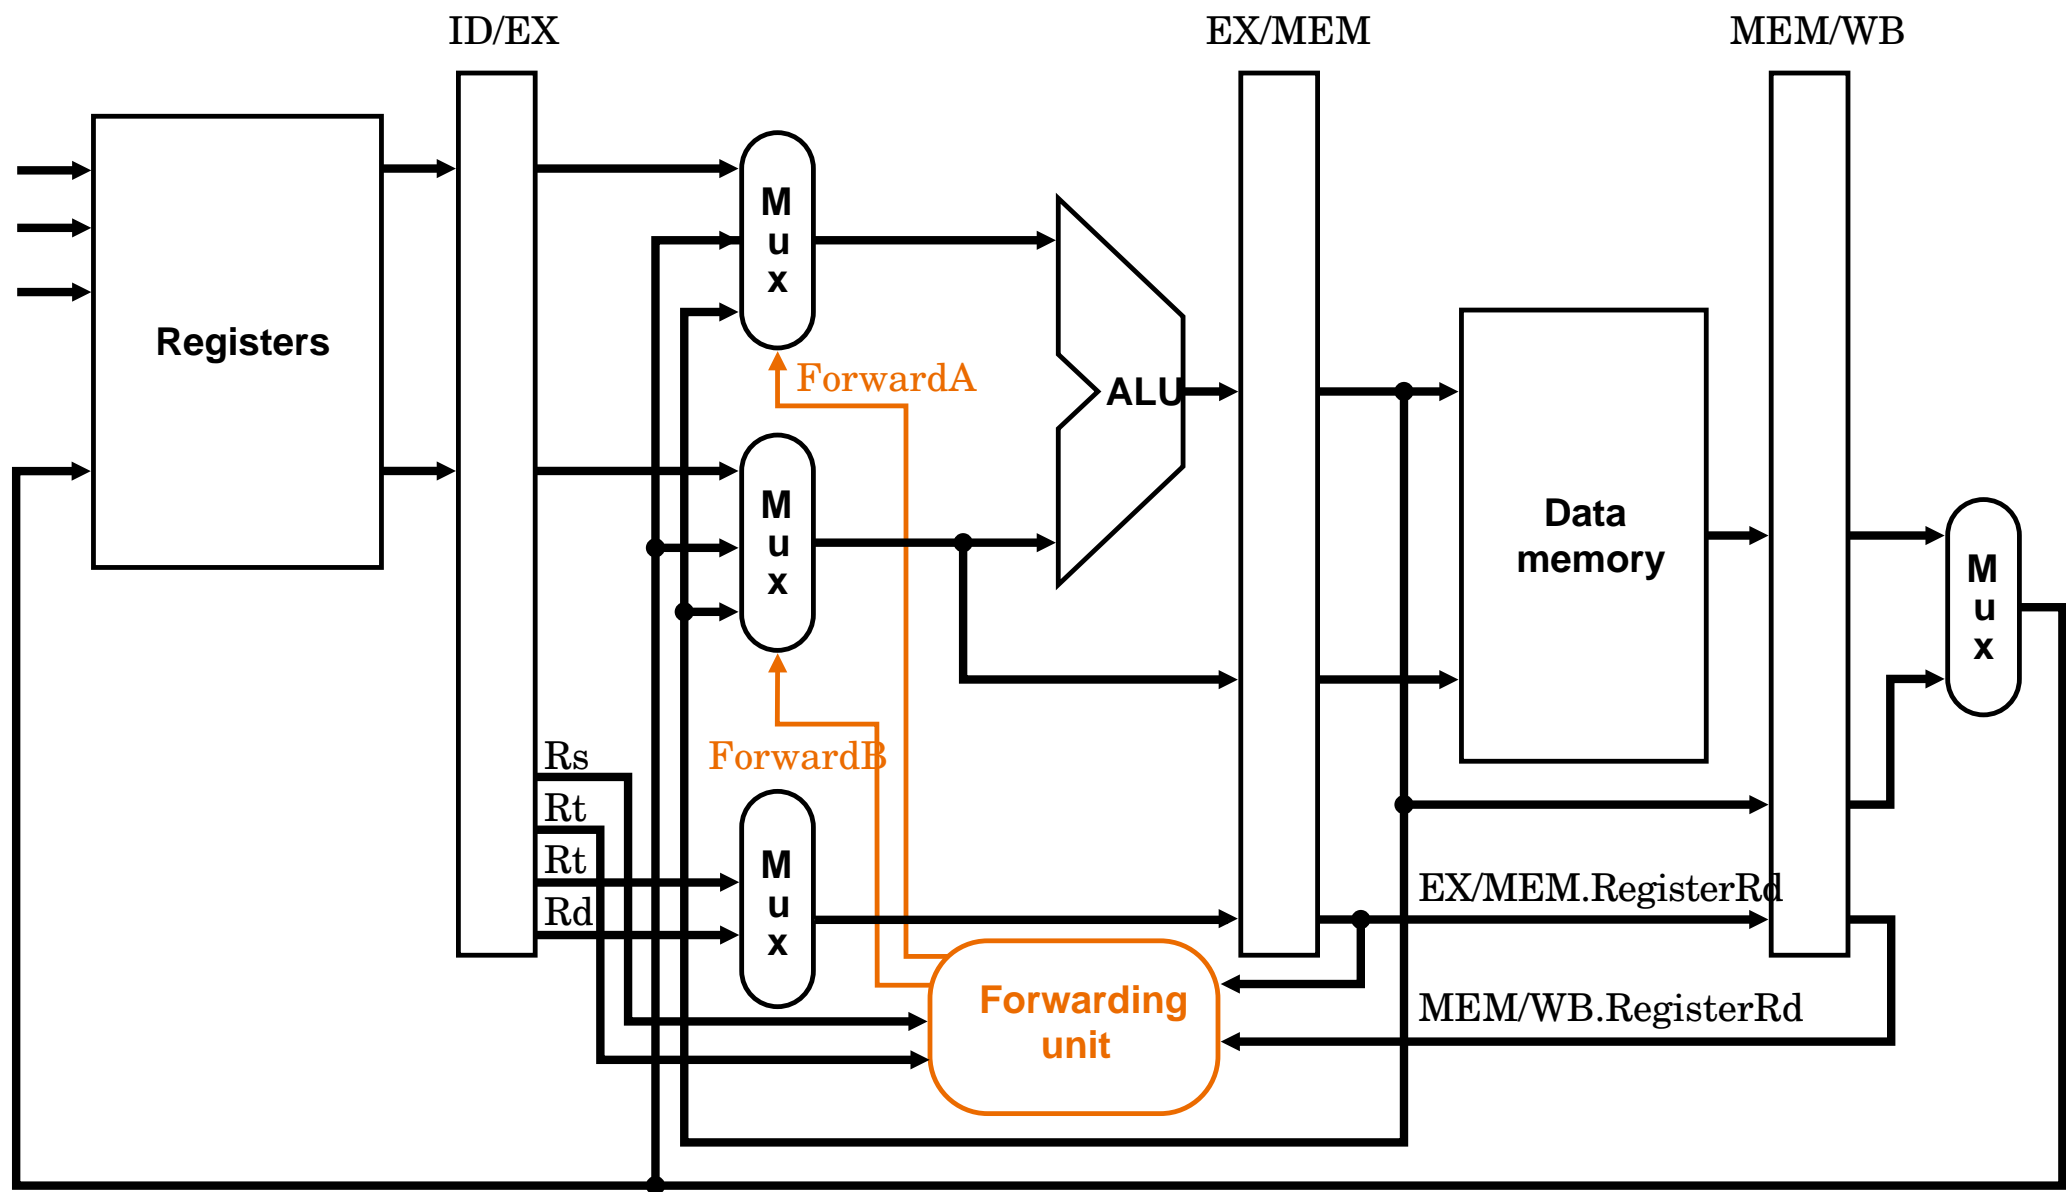 ID/EX
EX/MEM
MEM/WB
Registers
M
u
x
ForwardA
ALU
M
u
x
ForwardB
Data
memory
M
u
x
Rs
Rt
Rt
Rd
M
u
x
EX/MEM.RegisterRd
Forwarding
unit
MEM/WB.RegisterRd